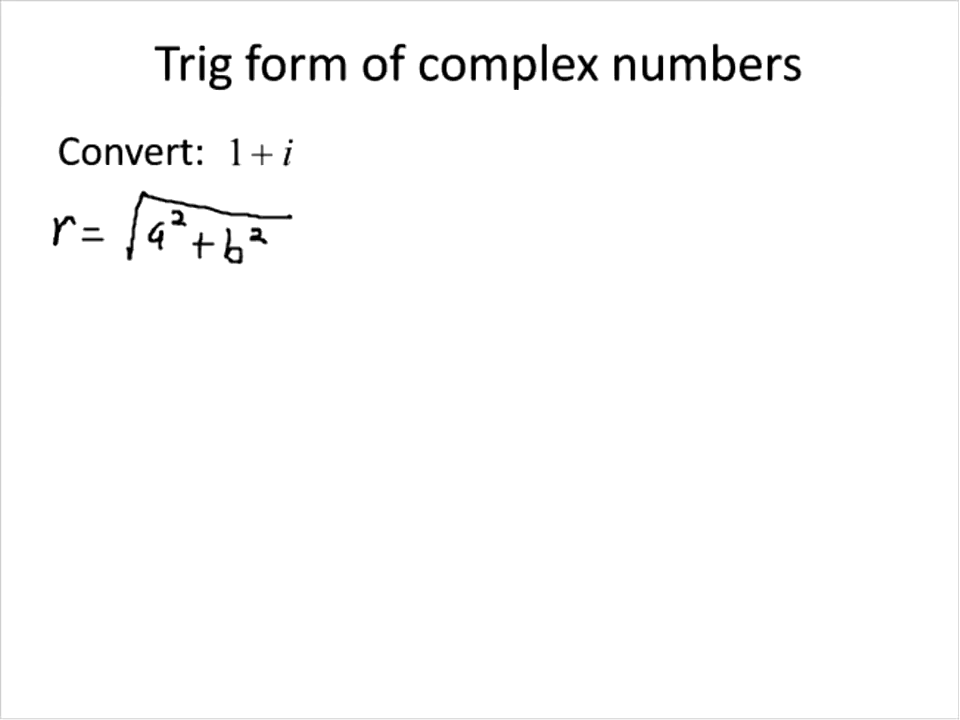 Trig form of complex numbers
Convert: 1 + i
r = √(a² + b²)